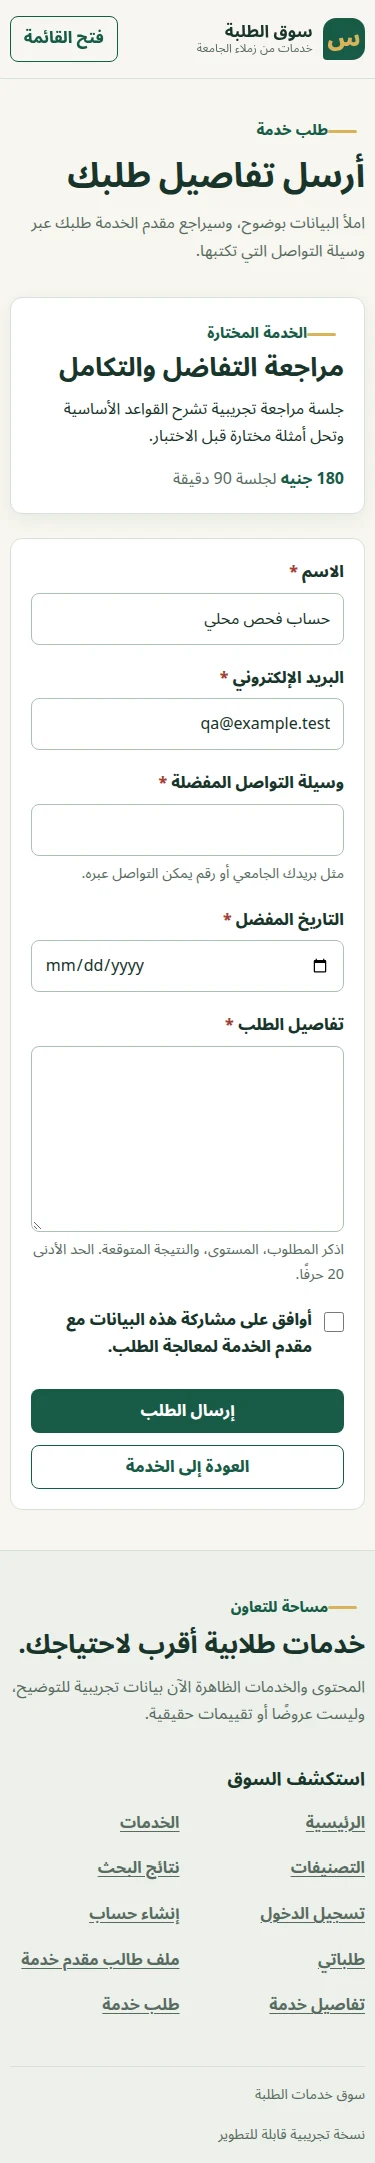 س
سوق الطلبة
خدمات من زملاء الجامعة
فتح القائمة
طلب خدمة
أرسل تفاصيل طلبك
املأ البيانات بوضوح، وسيراجع مقدم الخدمة طلبك عبر
وسيلة التواصل التي تكتبها.
الخدمة المختارة
مراجعة التفاضل والتكامل
جلسة مراجعة تجريبية تشرح القواعد الأساسية
وتحل أمثلة مختارة قبل الاختبار.
180 جنيه لجلسة 90 دقيقة
الاسم *
حساب فحص محلي
البريد الإلكتروني *
qa@example.test
وسيلة التواصل المفضلة *
مثل بريدك الجامعي أو رقم يمكن التواصل عبره.
التاريخ المفضل *
mm/dd/yyyy
تفاصيل الطلب *
اذكر المطلوب، المستوى، والنتيجة المتوقعة. الحد الأدنى
20 حرفًا.
أوافق على مشاركة هذه البيانات مع
مقدم الخدمة لمعالجة الطلب.
إرسال الطلب
العودة إلى الخدمة
مساحة للتعاون
خدمات طلابية أقرب لاحتياجك.
المحتوى والخدمات الظاهرة الآن بيانات تجريبية للتوضيح،
وليست عروضًا أو تقييمات حقيقية.
استكشف السوق
الرئيسية
الخدمات
التصنيفات
نتائج البحث
تسجيل الدخول
إنشاء حساب
طلباتي
ملف طالب مقدم خدمة
تفاصيل خدمة
طلب خدمة
سوق خدمات الطلبة
نسخة تجريبية قابلة للتطوير